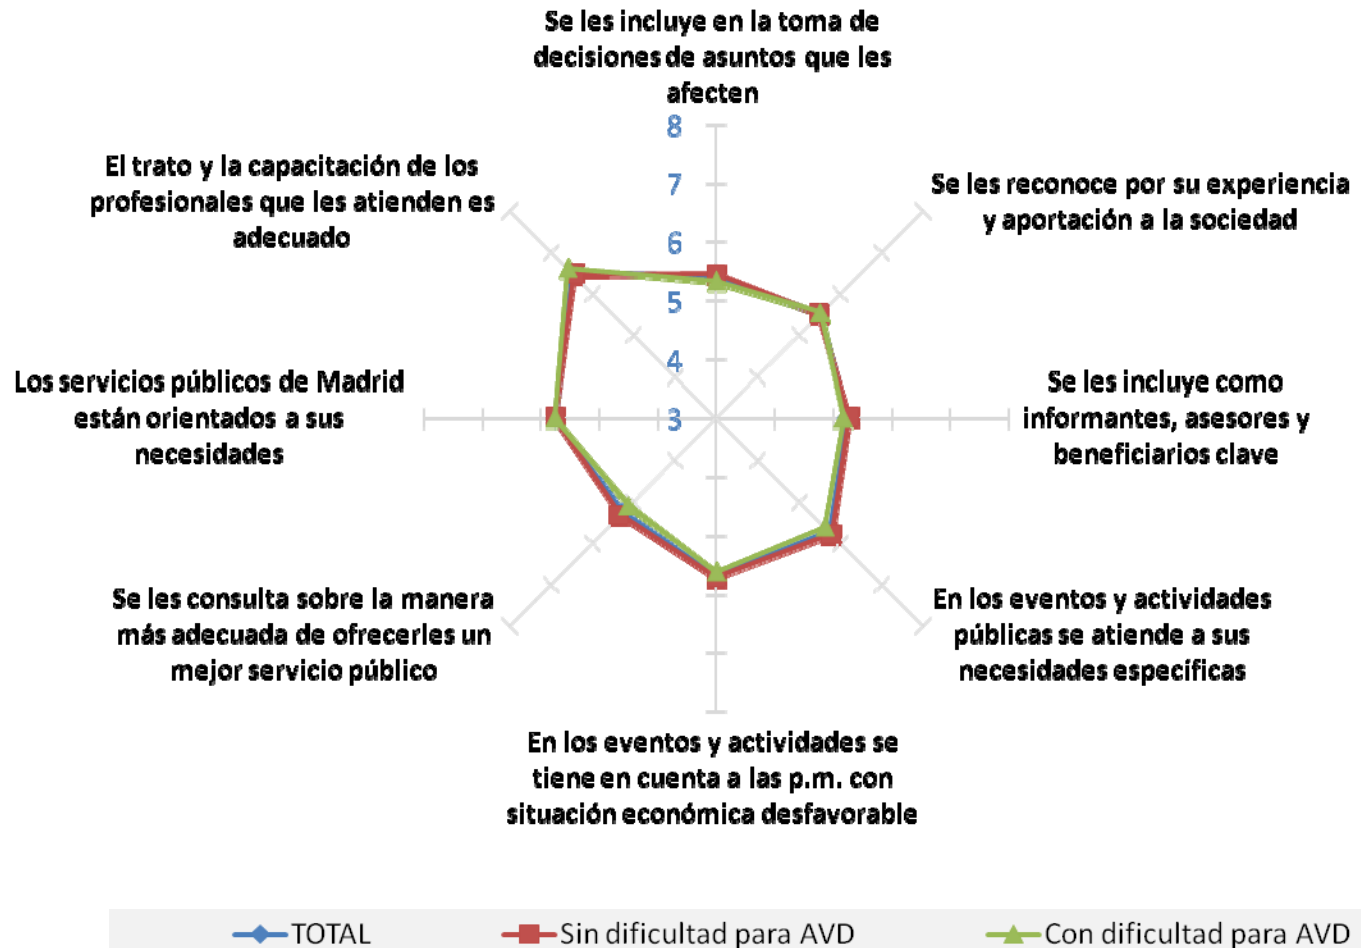 Se les incluye en la toma de
decisiones de asuntos que les
afecten
8
7
6
5
4
3
El trato y la capacitación de los
profesionales que les atienden es
adecuado
Se les reconoce por su experiencia
y aportación a la sociedad
Los servicios públicos de Madrid
están orientados a sus
necesidades
Se les incluye como
informantes, asesores y
beneficiarios clave
Se les consulta sobre la manera
más adecuada de ofrecerles un
mejor servicio público
En los eventos y actividades
públicas se atiende a sus
necesidades específicas
En los eventos y actividades se
tiene en cuenta a las p.m. con
situación económica desfavorable
TOTAL
Sin dificultad para AVD
Con dificultad para AVD